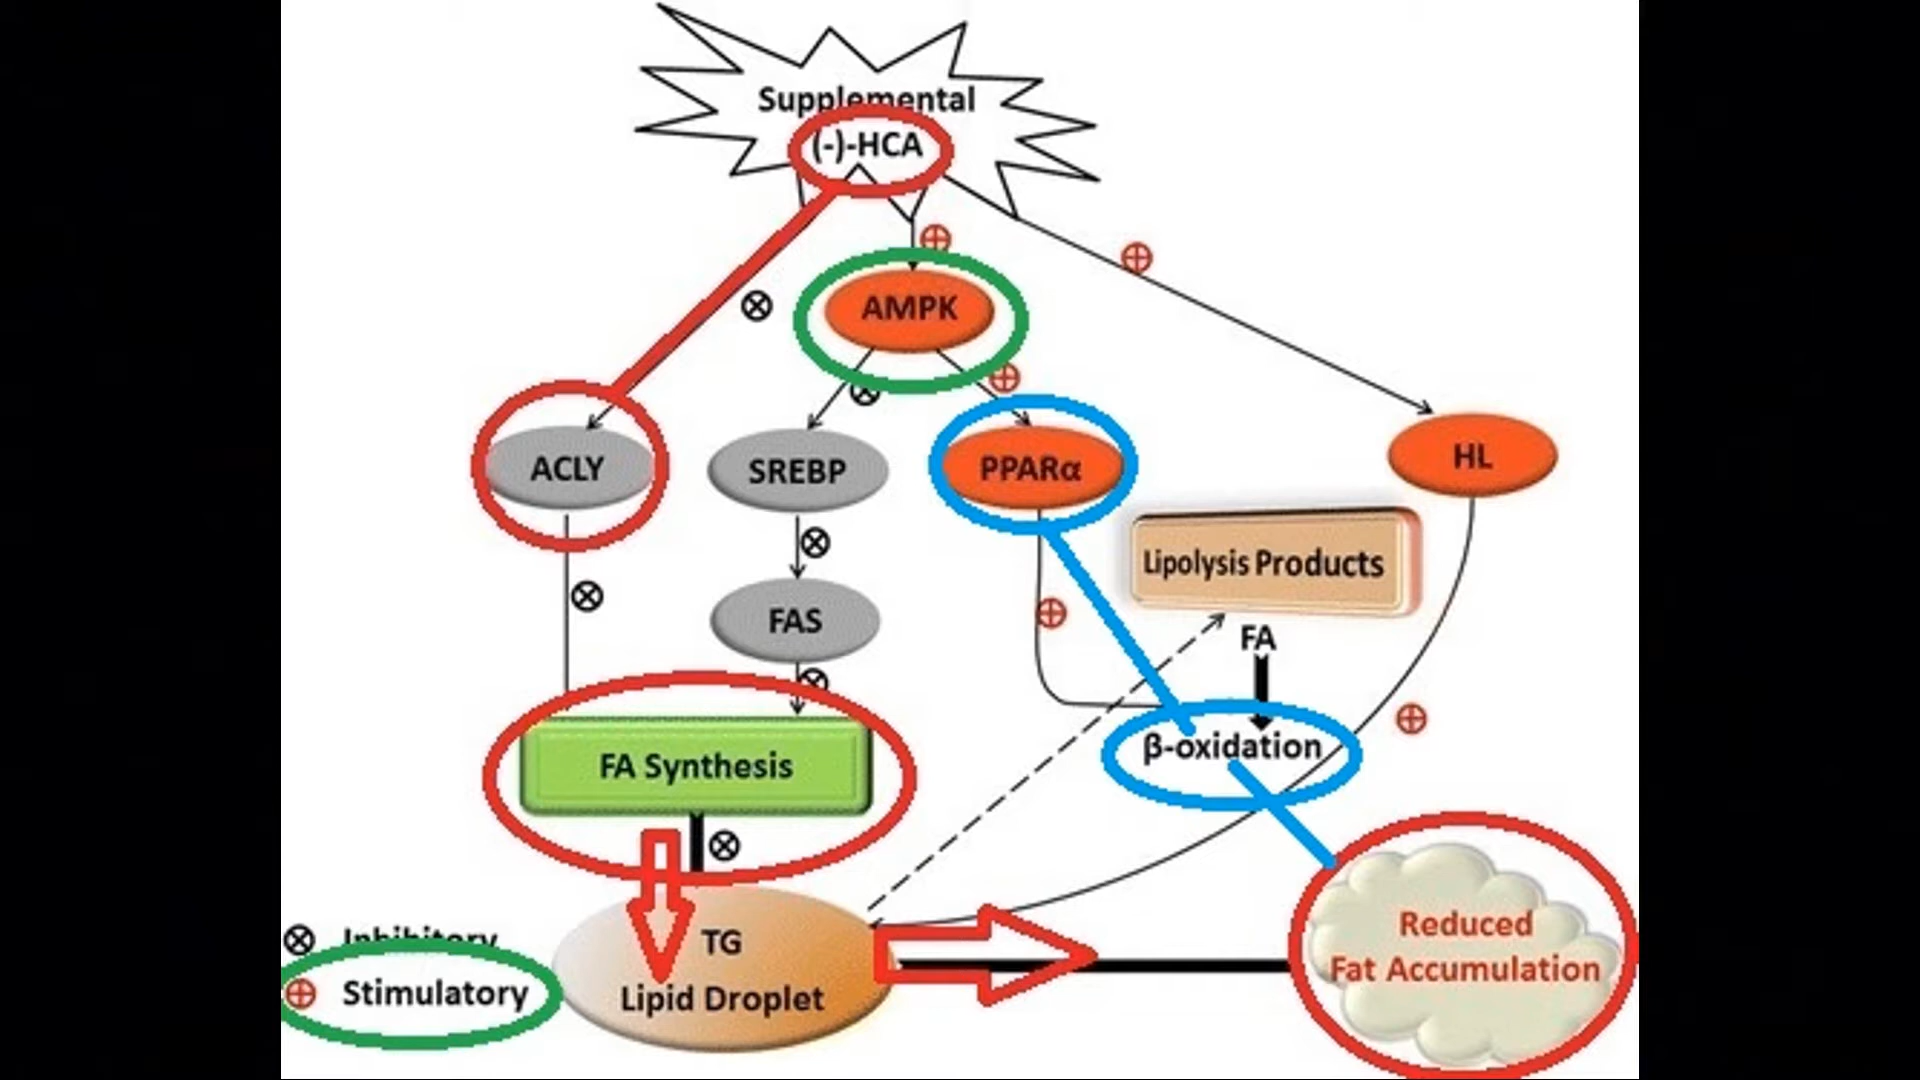 Supplemental
(-)-HCA
AMPK
ACLY
SREBP
PPARα
HL
Lipolysis Products
FAS
FA
FA Synthesis
β-oxidation
TG
Lipid Droplet
Reduced
Fat Accumulation
Inhibitory
Stimulatory